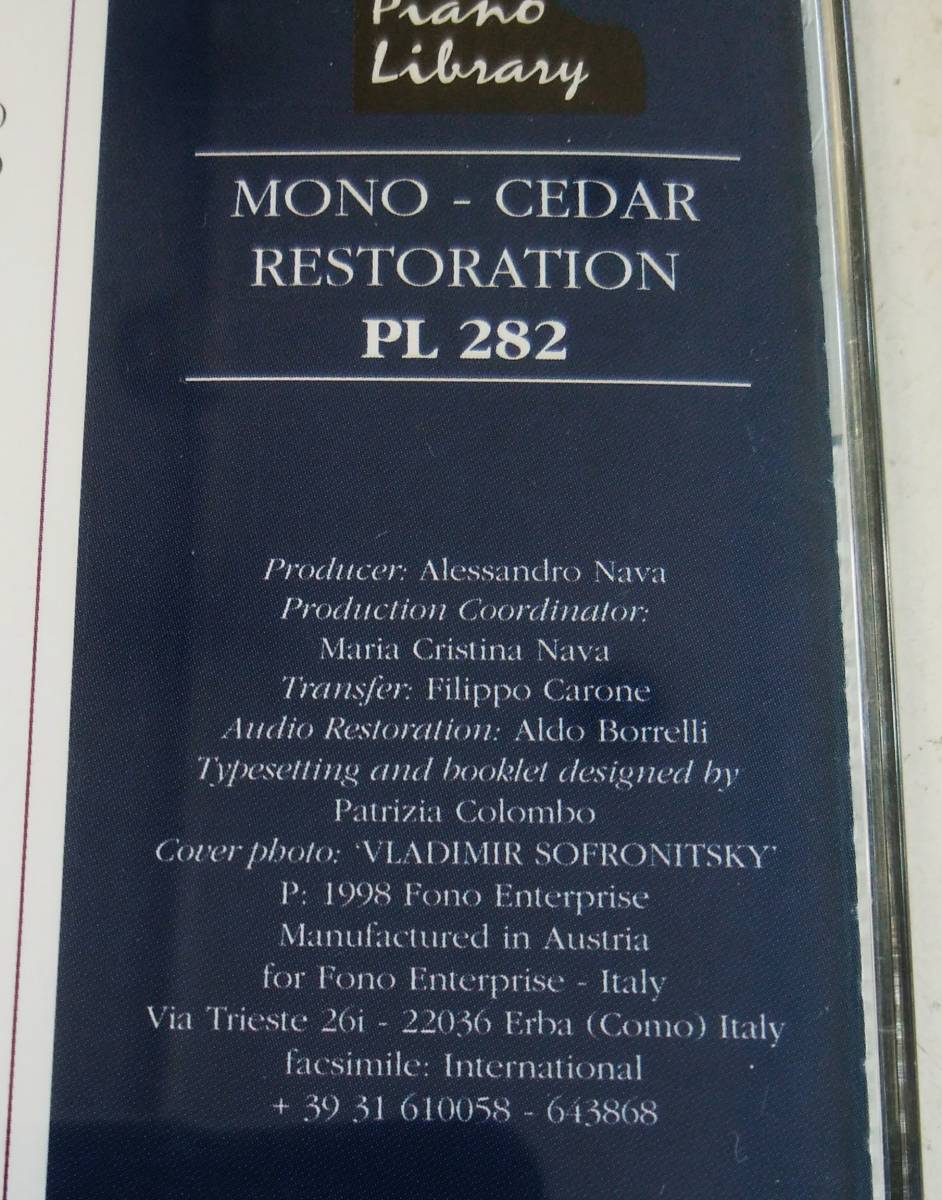 Piano
Library
MONO - CEDAR
RESTORATION
PL 282
Producer: Alessandro Nava
Production Coordinator:
Maria Cristina Nava
Transfer: Filippo Carone
Audio Restoration: Aldo Borrelli
Typesetting and booklet designed by
Patrizia Colombo
Cover photo: ‘VLADIMIR SOFRONITSKY’
P: 1998 Fono Enterprise
Manufactured in Austria
for Fono Enterprise - Italy
Via Trieste 26i - 22036 Erba (Como) Italy
facsimile: International
+ 39 31 610058 - 643868